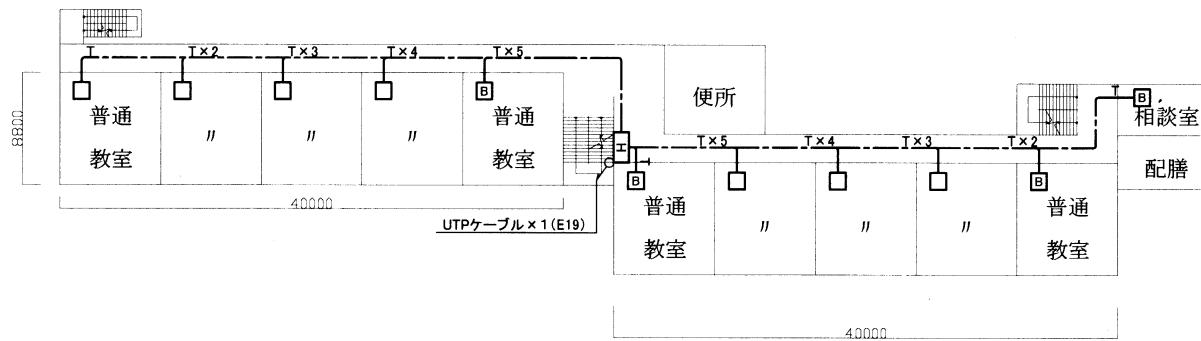 T
T×2
T×3
T×4
T×5
B
普通
教室
〃
〃
〃
普通
教室
8800
40000
UTPケーブル×1(E19)
便所
H
T
T×5
T×4
T×3
T×2
T
B
相談室
配膳
B
B
普通
教室
〃
〃
〃
普通
教室
40000